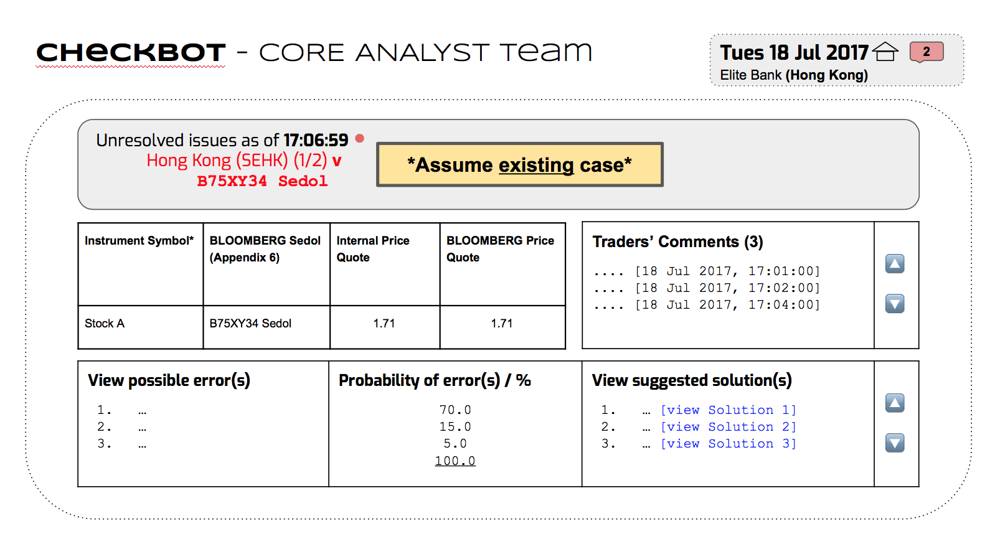 CHeCKBOT - CORE ANALYST Team
Tues 18 Jul 2017
2
Elite Bank (Hong Kong)
Unresolved issues as of 17:06:59
Hong Kong (SEHK) (1/2) v
B75XY34 Sedol
*Assume existing case*
Instrument Symbol*
BLOOMBERG Sedol
(Appendix 6)
Internal Price
Quote
BLOOMBERG Price
Quote
Stock A
B75XY34 Sedol
1.71
1.71
Traders’ Comments (3)
.... [18 Jul 2017, 17:01:00]
.... [18 Jul 2017, 17:02:00]
.... [18 Jul 2017, 17:04:00]
View possible error(s)
1. …
2. …
3. …
Probability of error(s) / %
70.0
15.0
5.0
100.0
View suggested solution(s)
1. … [view Solution 1]
2. … [view Solution 2]
3. … [view Solution 3]